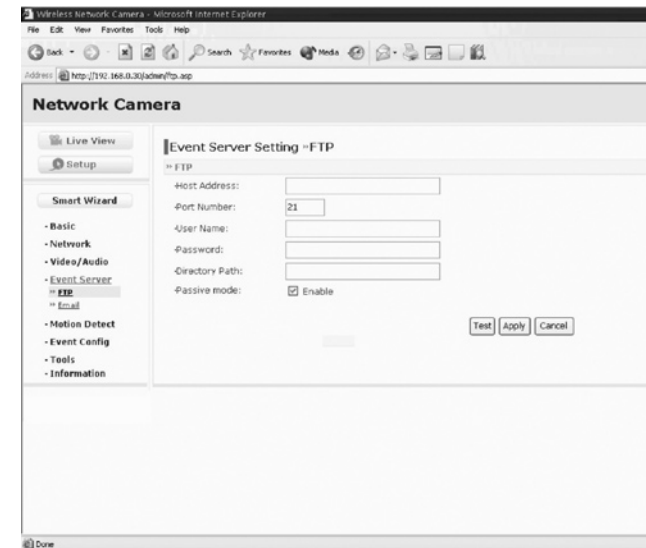 Wireless Network Camera - Microsoft Internet Explorer
File Edit View Favorites Tools Help
Back Search Favorites Media
Address http://192.168.0.30/admin/ftp.asp
Network Camera
Live View
Setup
Smart Wizard
- Basic
- Network
- Video/Audio
- Event Server
» FTP
» Email
- Motion Detect
- Event Config
- Tools
- Information
Event Server Setting »FTP
» FTP
-Host Address:
-Port Number: 21
-User Name:
-Password:
-Directory Path:
-Passive mode: Enable
Test Apply Cancel
Done